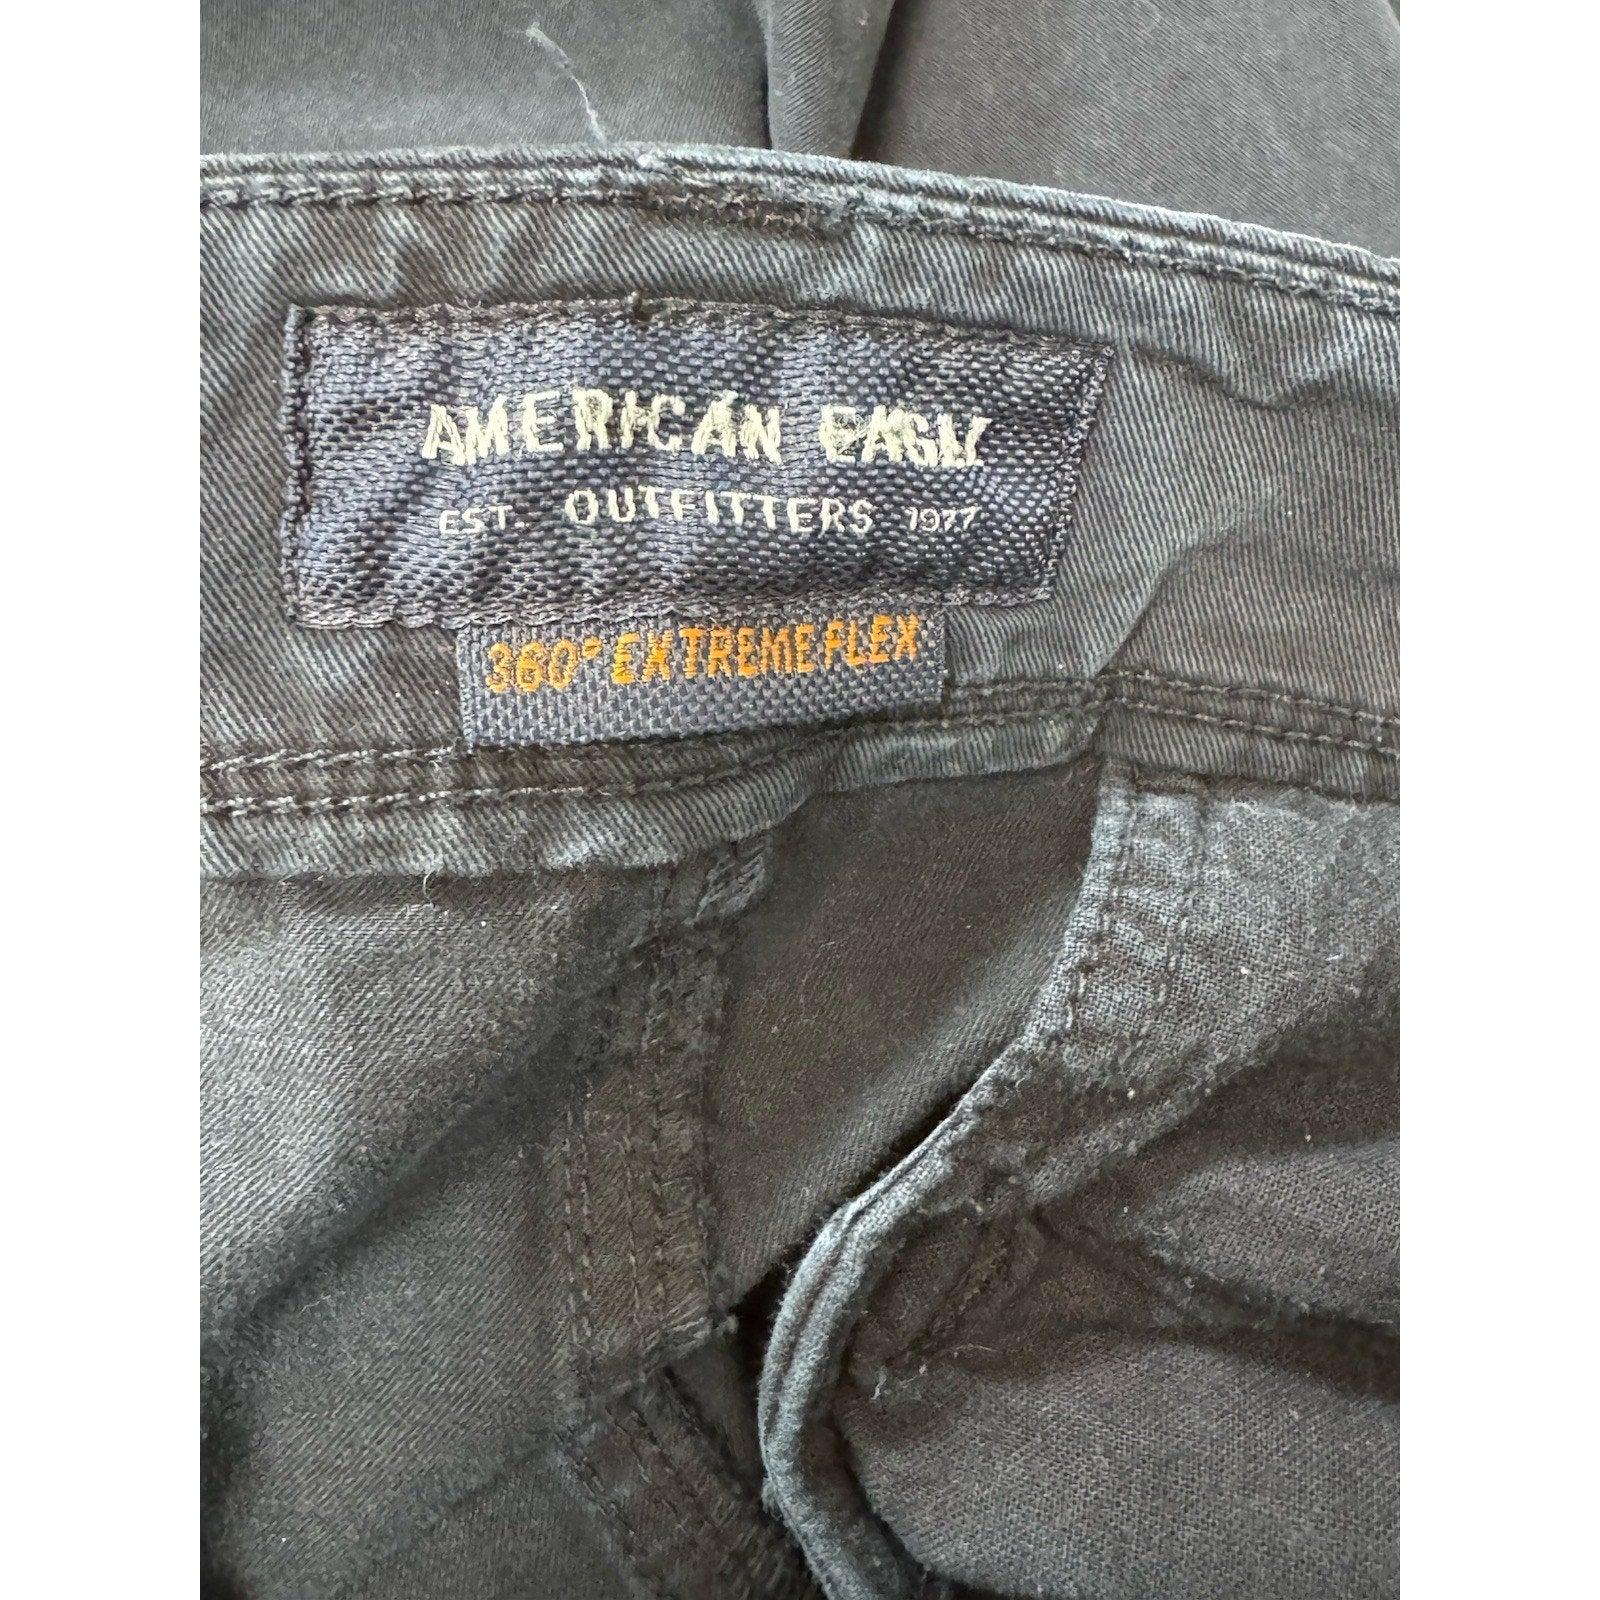 AMERICAN EAGLE
EST. OUTFITTERS 1977
360° EXTREME FLEX